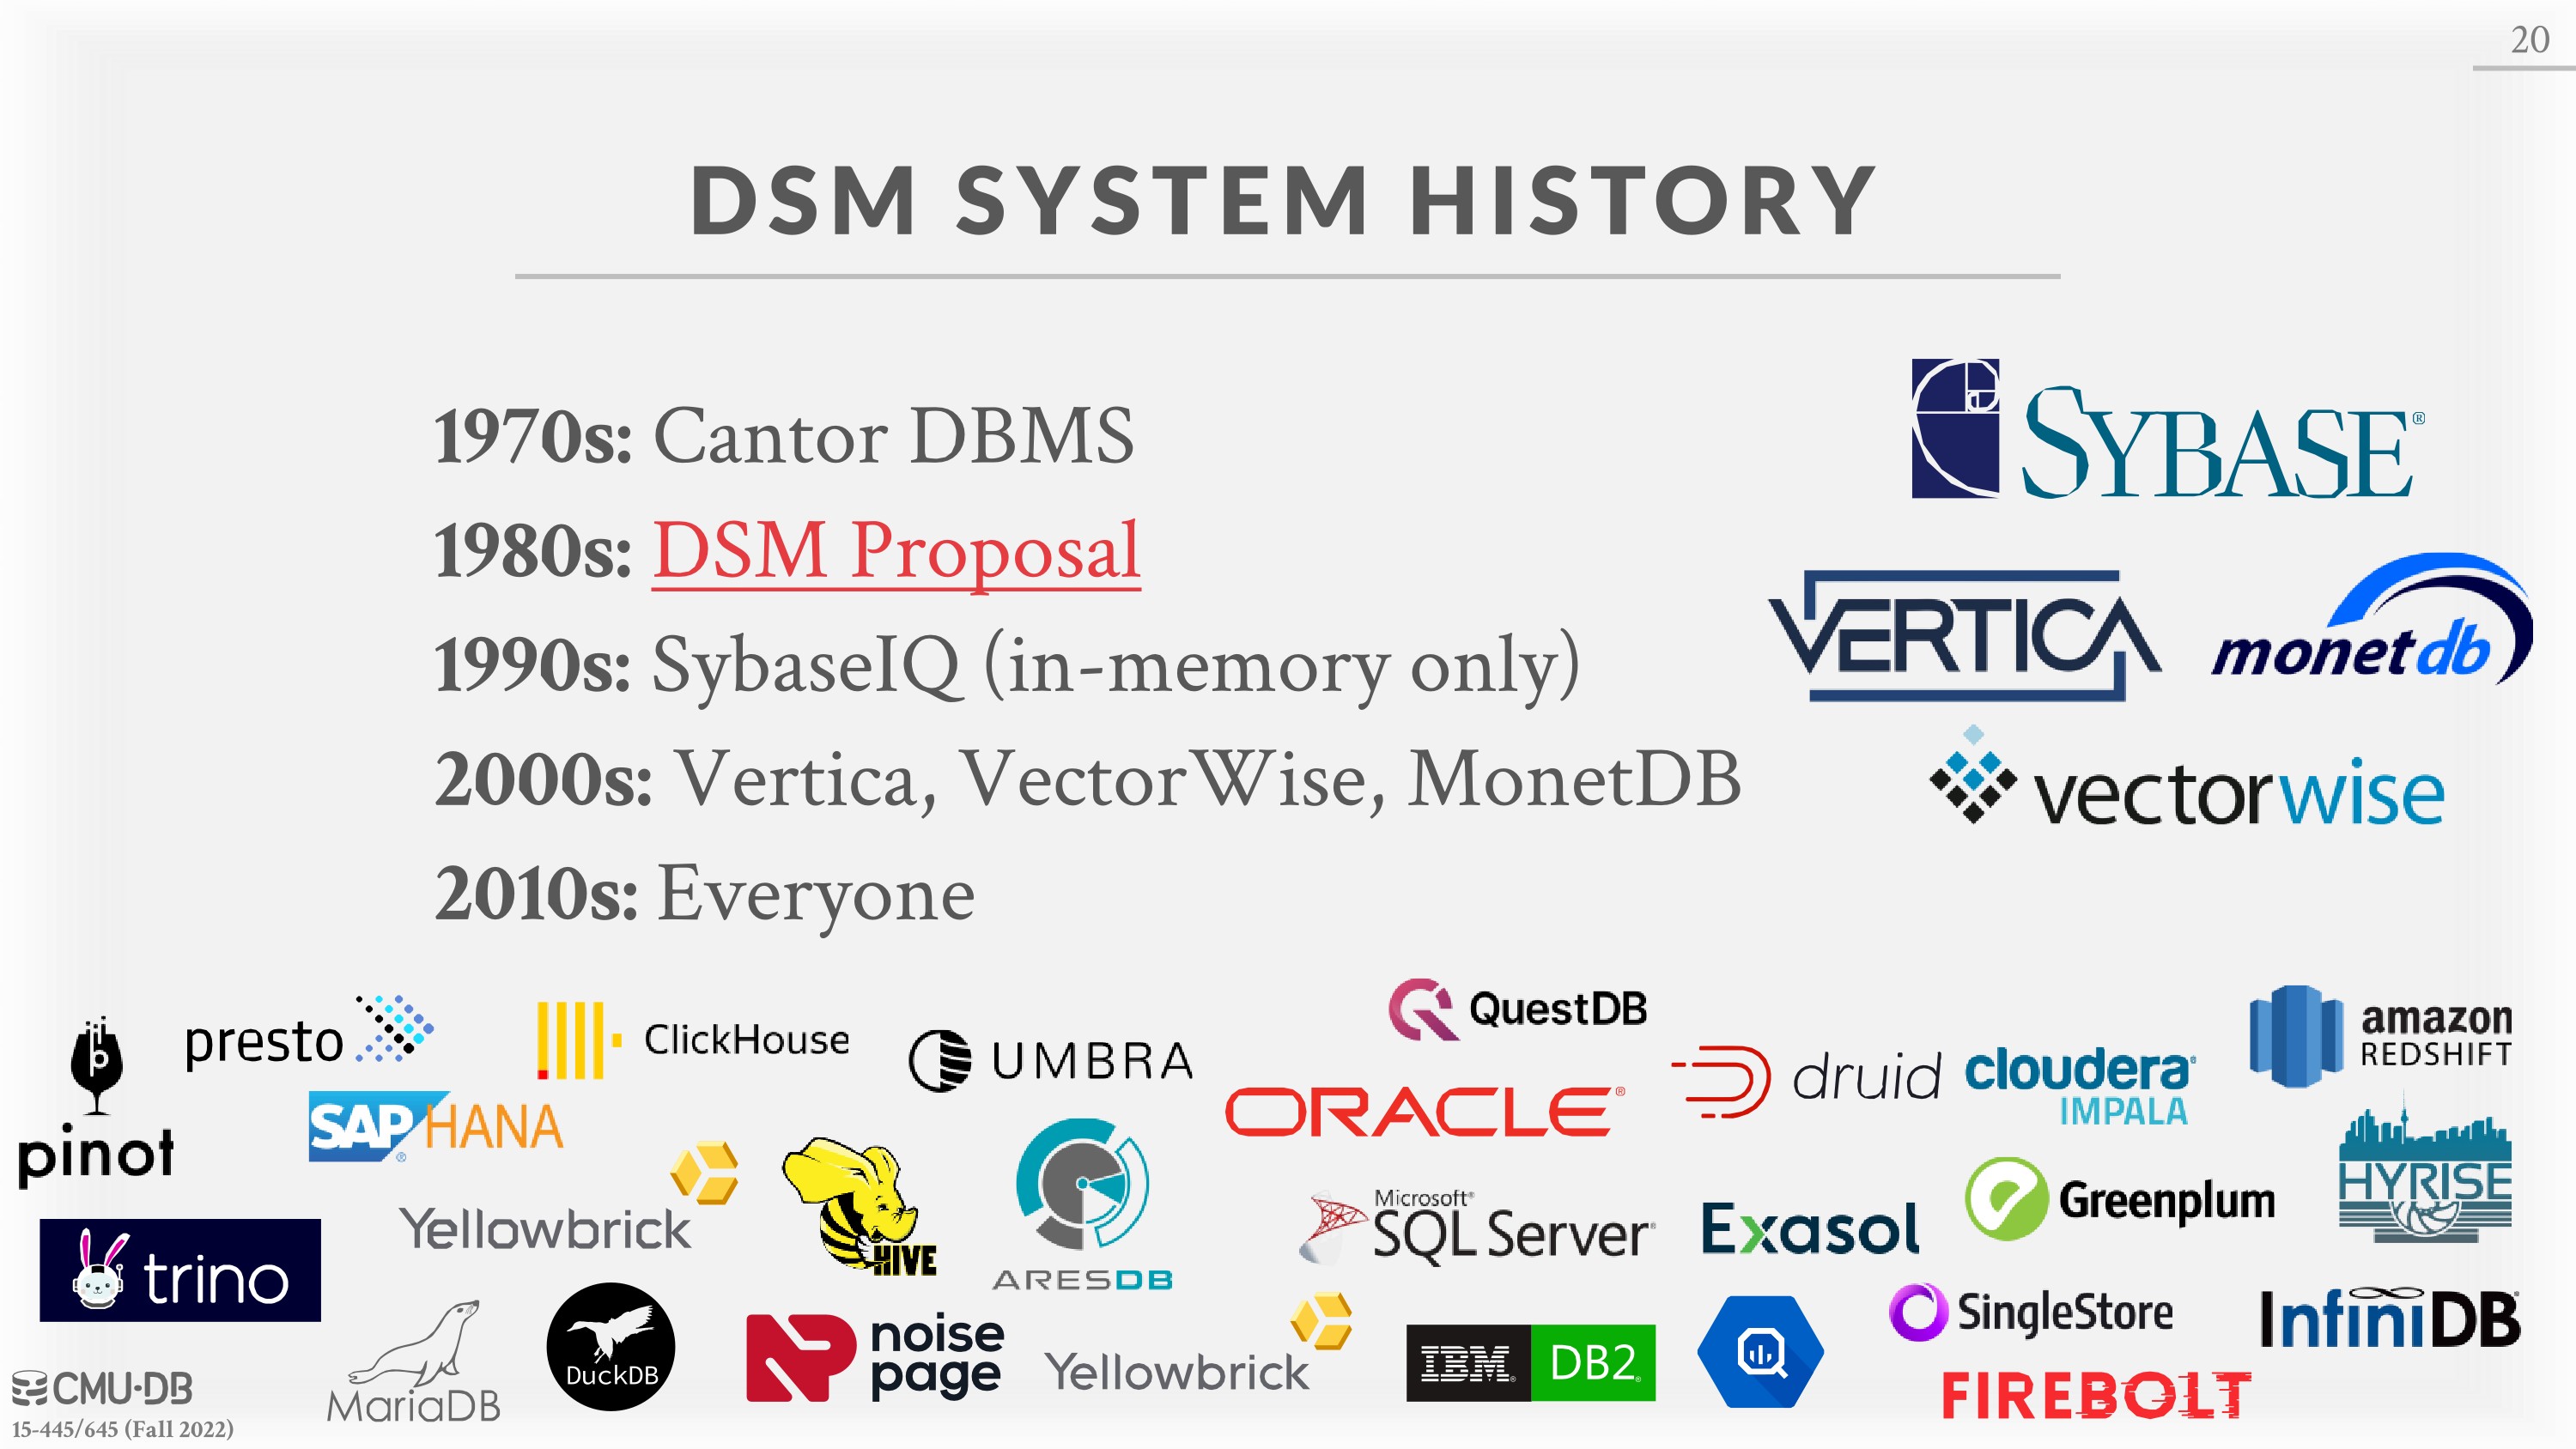 20
DSM SYSTEM HISTORY
1970s: Cantor DBMS
1980s: DSM Proposal
1990s: SybaseIQ (in-memory only)
2000s: Vertica, VectorWise, MonetDB
2010s: Everyone
SYBASE®
VERTICA
monetdb
vectorwise
p
pinot
presto
ClickHouse
UMBRA
QuestDB
amazon
REDSHIFT
SAP® HANA
ORACLE®
druid
cloudera®
IMPALA
HYRISE
Yellowbrick
HIVE
ARESDB
Microsoft®
SQL Server®
Exasol
Greenplum
trino
MariaDB
DuckDB
noise
page
Yellowbrick
IBM® DB2®
SingleStore
InfiniDB
FIREBOLT
CMU·DB
15-445/645 (Fall 2022)